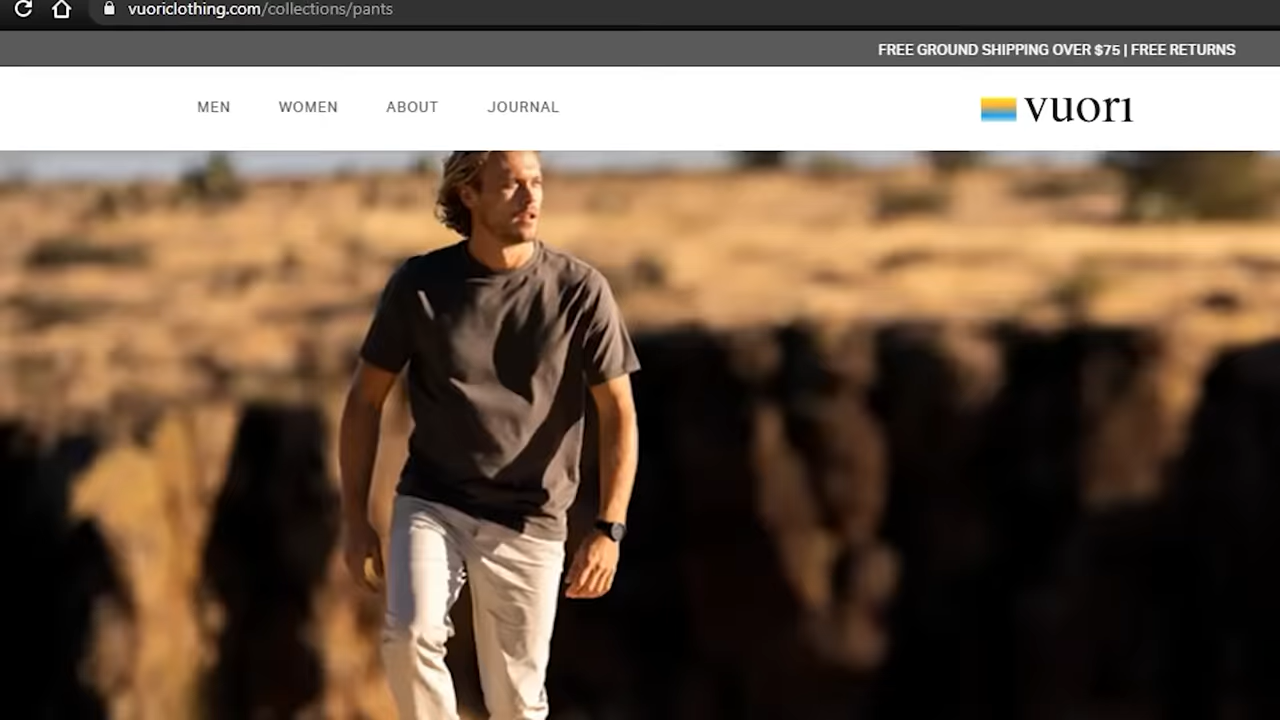 vuoriclothing.com/collections/pants
FREE GROUND SHIPPING OVER $75 | FREE RETURNS
MEN WOMEN ABOUT JOURNAL vuori